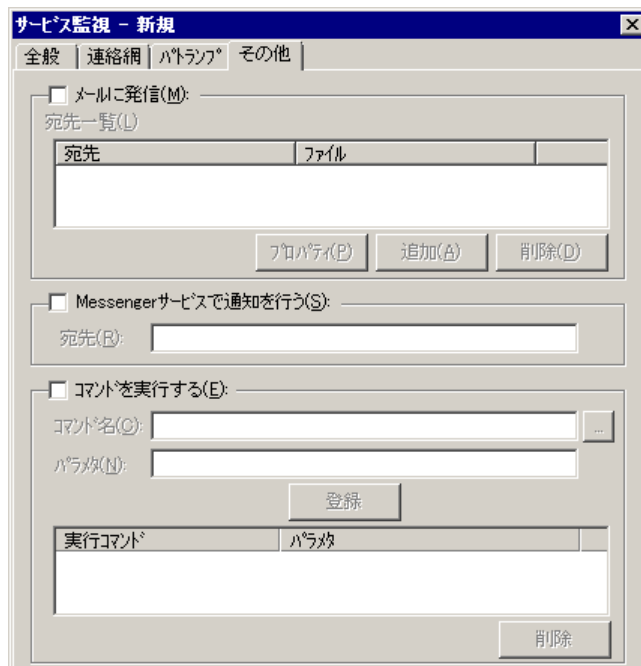 サービス監視 - 新規
全般 連絡網 パトランプ その他
メールに発信(M):
宛先一覧(L)
宛先 ファイル
プロパティ(P) 追加(A) 削除(D)
Messengerサービスで通知を行う(S):
宛先(R):
コマンドを実行する(E):
コマンド名(C): ...
パラメタ(N):
登録
実行コマンド パラメタ
削除